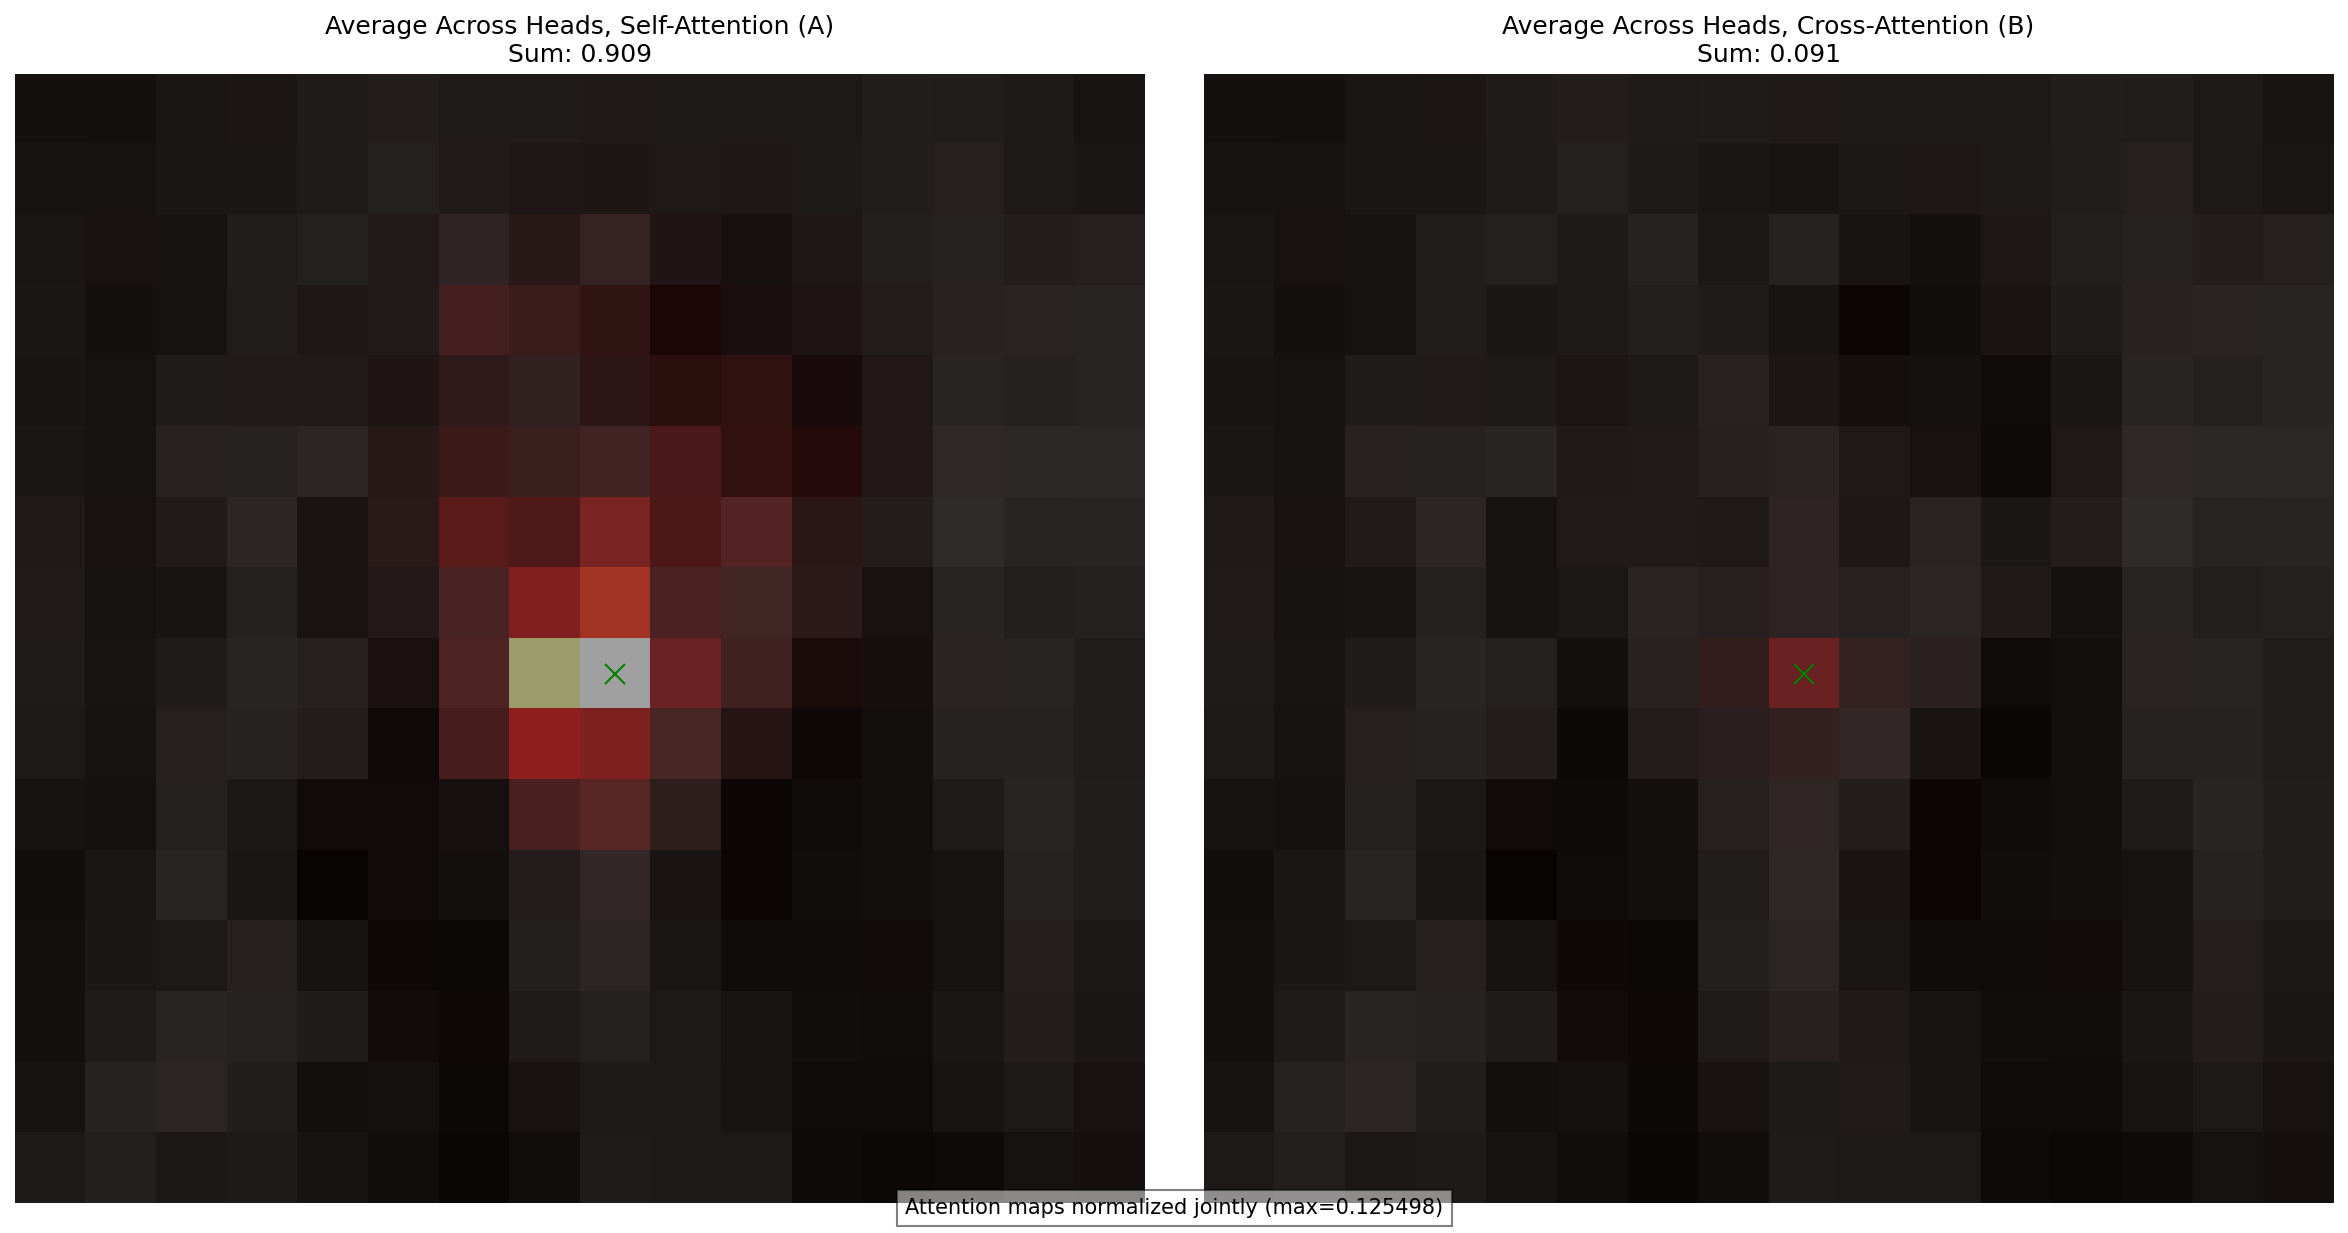 Average Across Heads, Self-Attention (A)
Sum: 0.909
Average Across Heads, Cross-Attention (B)
Sum: 0.091
Attention maps normalized jointly (max=0.125498)